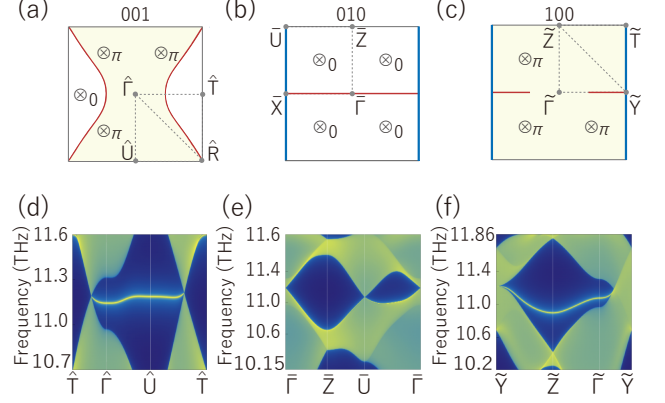 (a) 001 (b) 010 (c) 100
Ū Z̄ Z̃ T̃
⊗π ⊗π ⊗0 ⊗0 ⊗π
⊗0 Γ̂ T̂ X̄ Γ̄ Γ̃ Ỹ
⊗π Û R̂ ⊗0 ⊗0 ⊗π ⊗π
(d) (e) (f)
Frequency (THz)
11.6
11.3
11.0
10.7
T̂ Γ̂ Û T̂
Frequency (THz)
11.6
11.4
11.0
10.6
10.15
Γ̄ Z̄ Ū Γ̄
Frequency (THz)
11.86
11.4
11.0
10.6
10.2
Ỹ Z̃ Γ̃ Ỹ